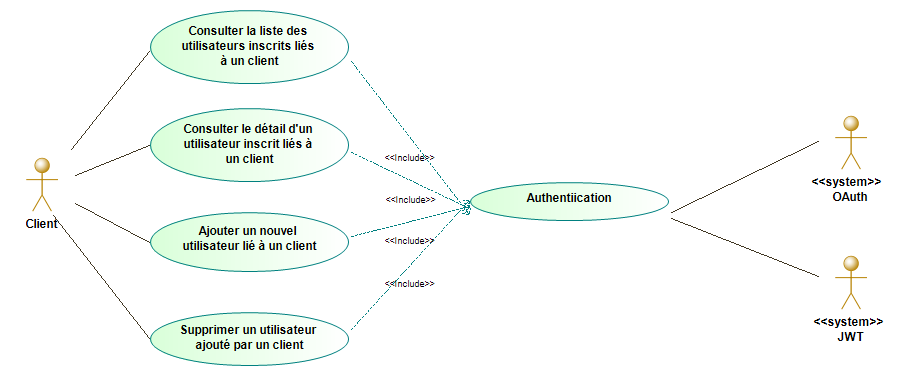 Consulter la liste des
utilisateurs inscrits liés
à un client
Consulter le détail d'un
utilisateur inscrit liés à
un client
<<Include>>
<<system>>
OAuth
<<Include>>
Authentiication
Client
Ajouter un nouvel
utilisateur lié à un client
<<Include>>
<<Include>>
<<system>>
JWT
Supprimer un utilisateur
ajouté par un client